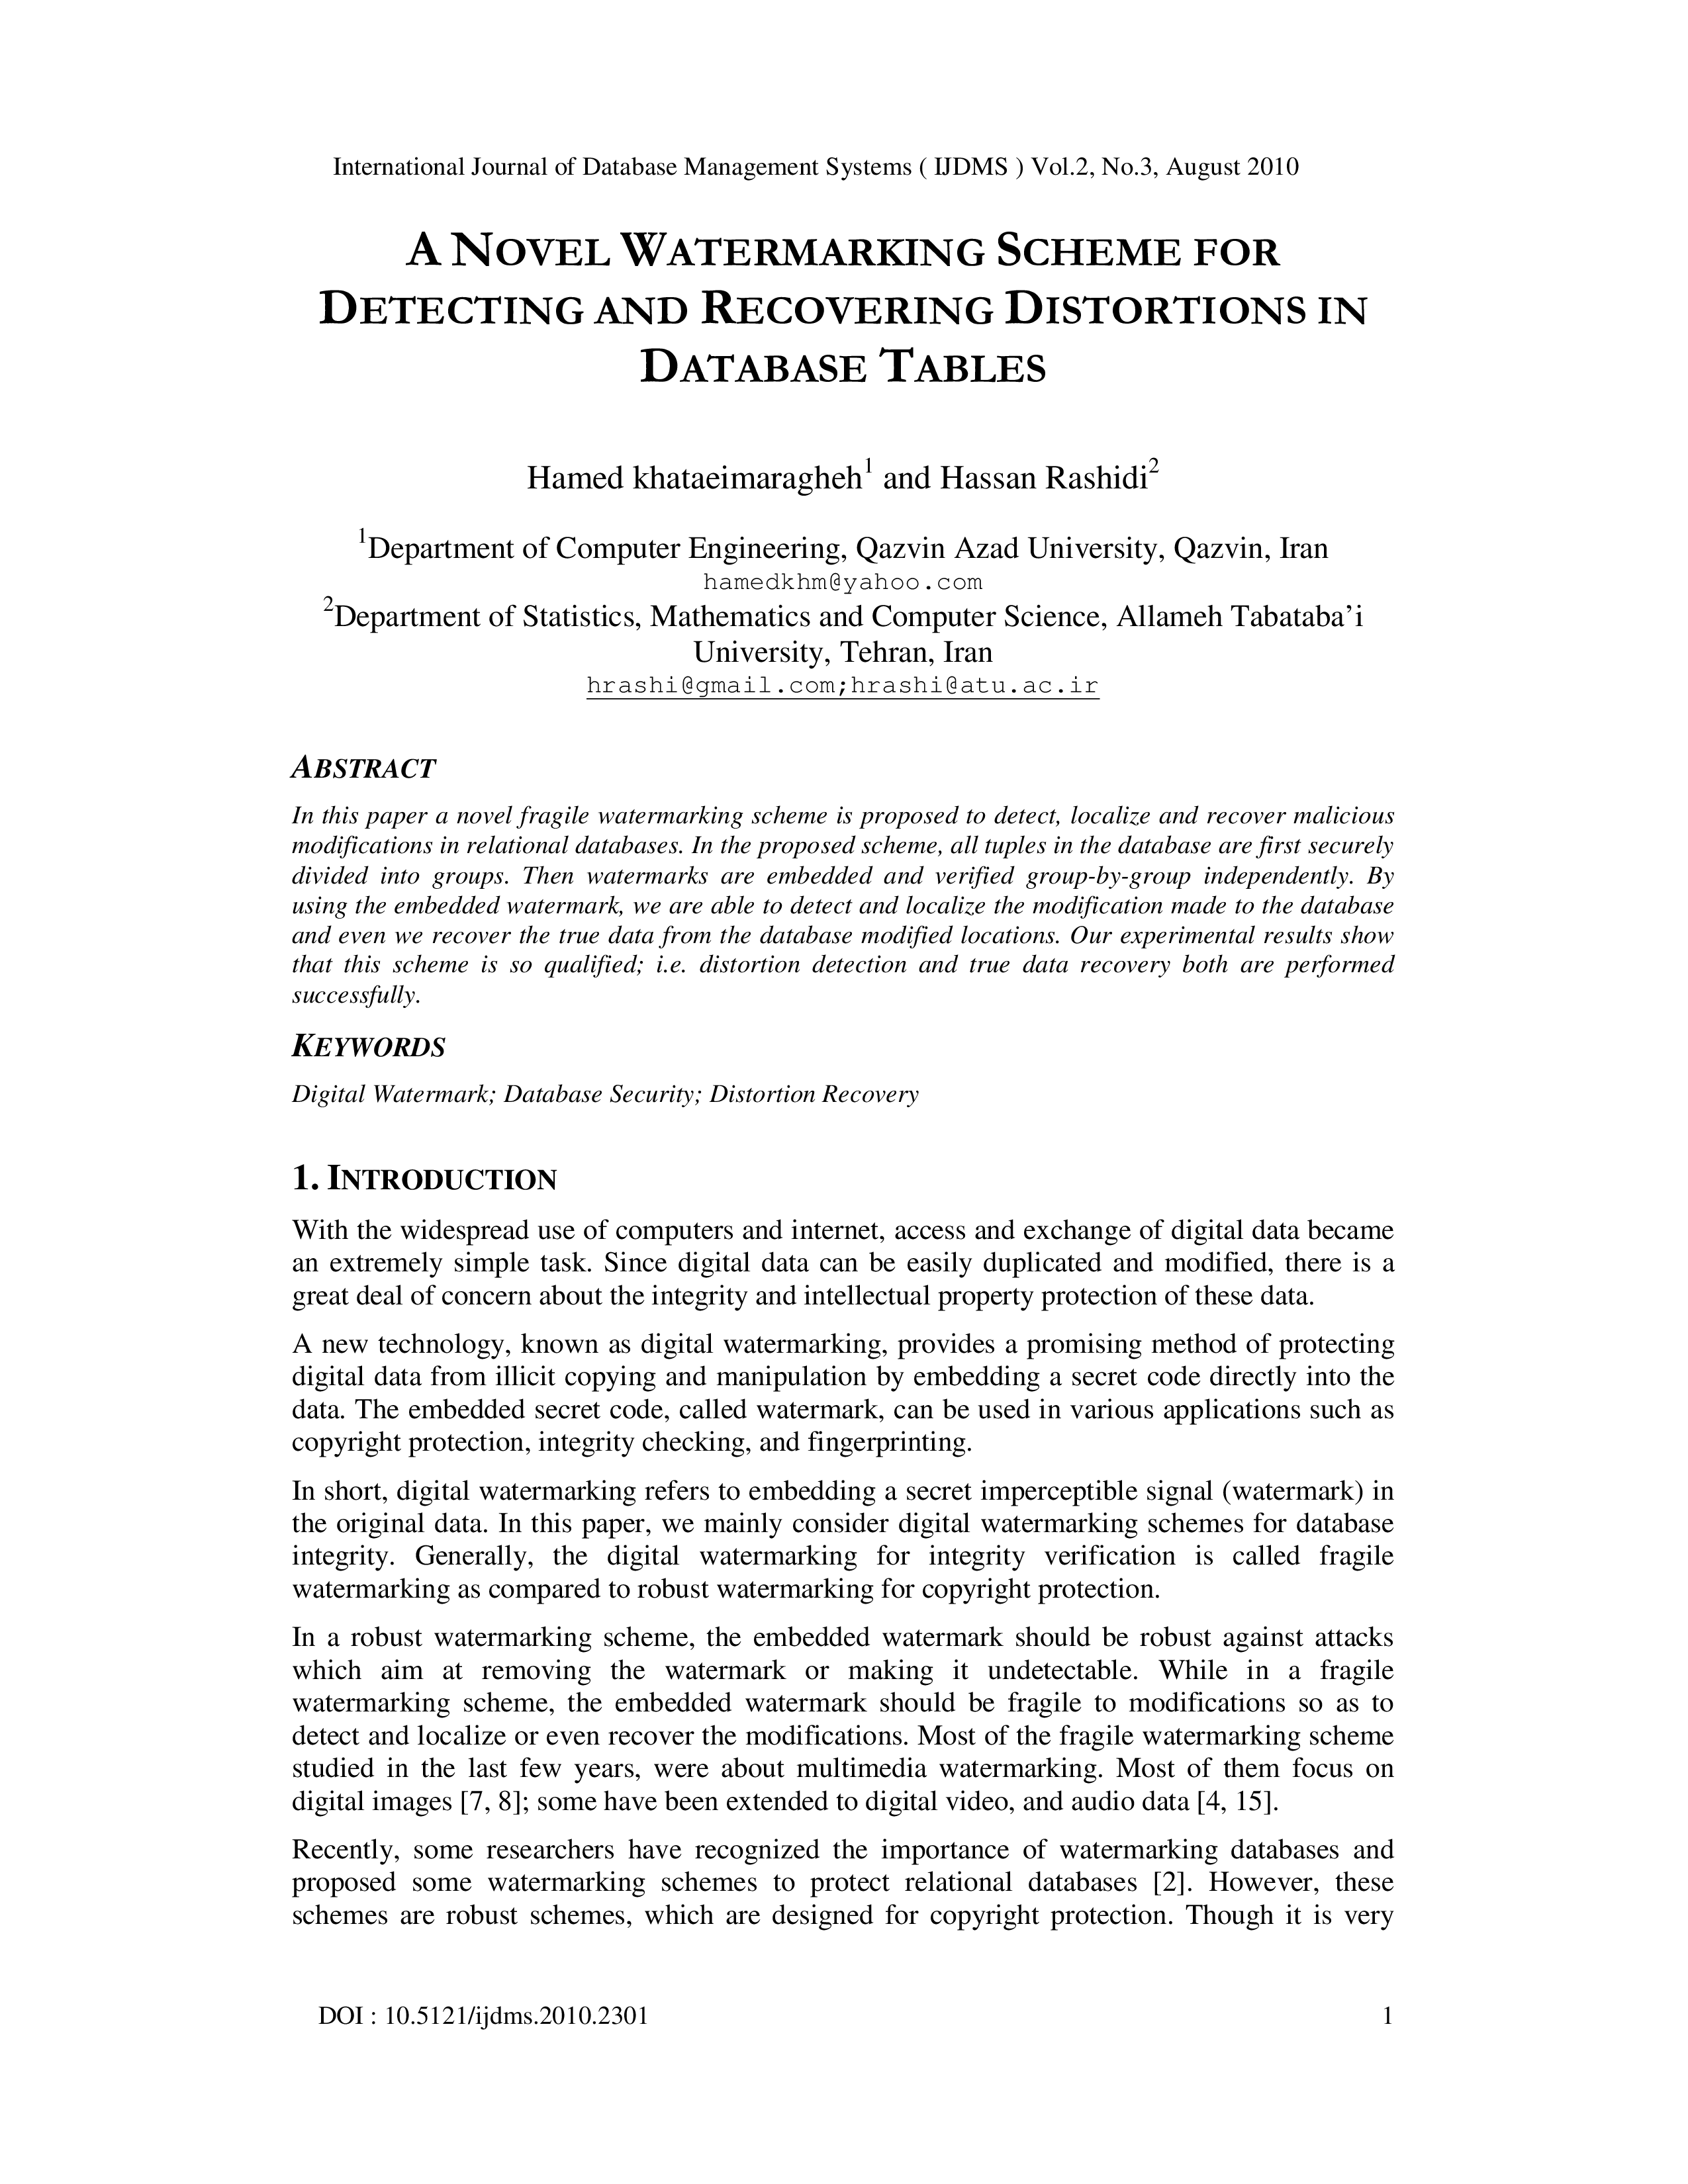 International Journal of Database Management Systems ( IJDMS ) Vol.2, No.3, August 2010
A NOVEL WATERMARKING SCHEME FOR
DETECTING AND RECOVERING DISTORTIONS IN
DATABASE TABLES
Hamed khataeimaragheh1 and Hassan Rashidi2
1Department of Computer Engineering, Qazvin Azad University, Qazvin, Iran
hamedkhm@yahoo.com
2Department of Statistics, Mathematics and Computer Science, Allameh Tabataba’i
University, Tehran, Iran
hrashi@gmail.com;hrashi@atu.ac.ir
ABSTRACT
In this paper a novel fragile watermarking scheme is proposed to detect, localize and recover malicious
modifications in relational databases. In the proposed scheme, all tuples in the database are first securely
divided into groups. Then watermarks are embedded and verified group-by-group independently. By
using the embedded watermark, we are able to detect and localize the modification made to the database
and even we recover the true data from the database modified locations. Our experimental results show
that this scheme is so qualified; i.e. distortion detection and true data recovery both are performed
successfully.
KEYWORDS
Digital Watermark; Database Security; Distortion Recovery
1. INTRODUCTION
With the widespread use of computers and internet, access and exchange of digital data became
an extremely simple task. Since digital data can be easily duplicated and modified, there is a
great deal of concern about the integrity and intellectual property protection of these data.
A new technology, known as digital watermarking, provides a promising method of protecting
digital data from illicit copying and manipulation by embedding a secret code directly into the
data. The embedded secret code, called watermark, can be used in various applications such as
copyright protection, integrity checking, and fingerprinting.
In short, digital watermarking refers to embedding a secret imperceptible signal (watermark) in
the original data. In this paper, we mainly consider digital watermarking schemes for database
integrity. Generally, the digital watermarking for integrity verification is called fragile
watermarking as compared to robust watermarking for copyright protection.
In a robust watermarking scheme, the embedded watermark should be robust against attacks
which aim at removing the watermark or making it undetectable. While in a fragile
watermarking scheme, the embedded watermark should be fragile to modifications so as to
detect and localize or even recover the modifications. Most of the fragile watermarking scheme
studied in the last few years, were about multimedia watermarking. Most of them focus on
digital images [7, 8]; some have been extended to digital video, and audio data [4, 15].
Recently, some researchers have recognized the importance of watermarking databases and
proposed some watermarking schemes to protect relational databases [2]. However, these
schemes are robust schemes, which are designed for copyright protection. Though it is very
DOI : 10.5121/ijdms.2010.2301 1